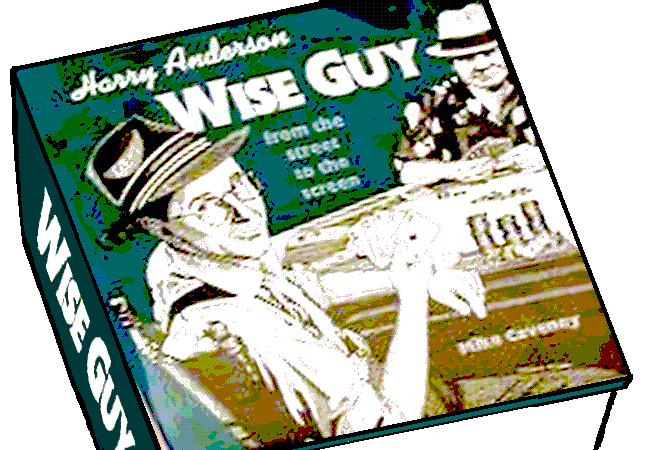 Harry Anderson
WISE GUY
from the
street
to the
screen
MIKE CAVENEY
WISE GUY